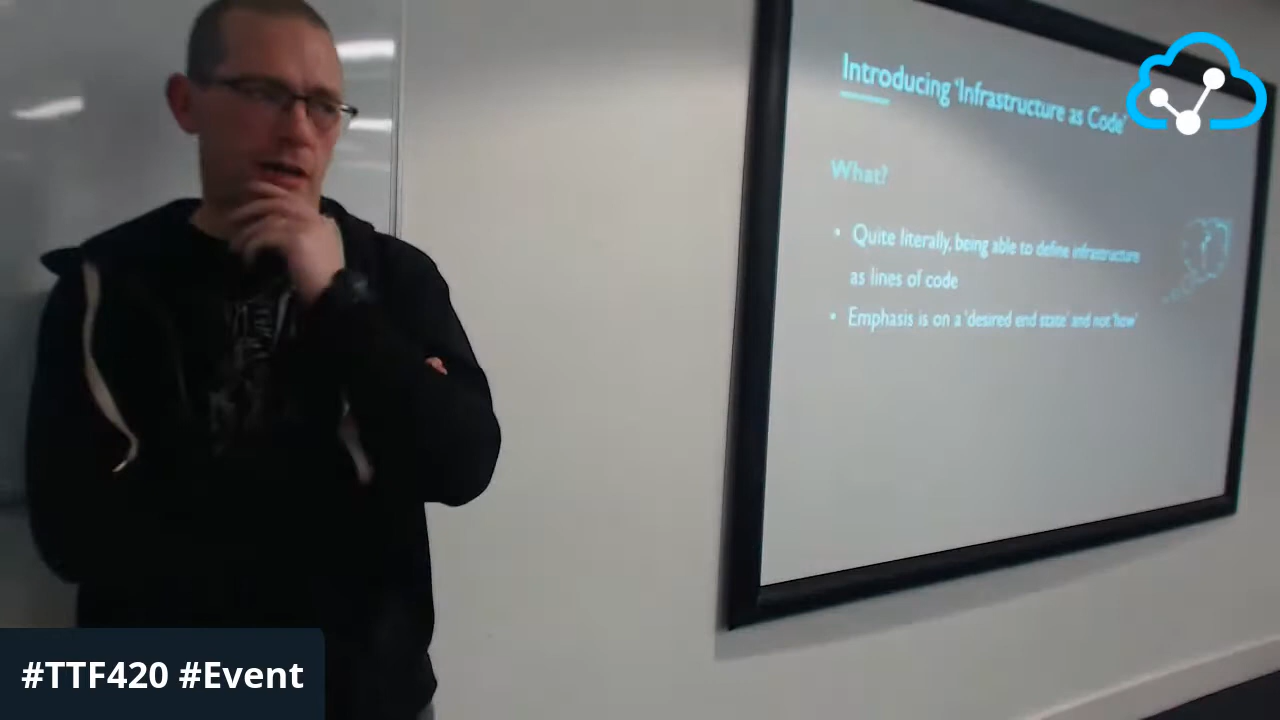 Introducing 'Infrastructure as Code'
What?
• Quite literally, being able to define infrastructure
as lines of code
• Emphasis is on a 'desired end state' and not 'how'
#TTF420 #Event